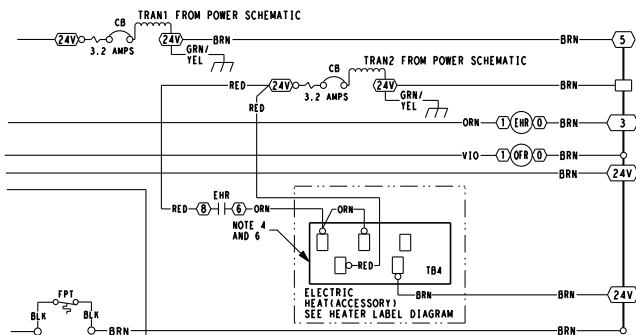 TRAN1 FROM POWER SCHEMATIC
CB
24V 24V BRN BRN 5
3.2 AMPS
GRN/
YEL
TRAN2 FROM POWER SCHEMATIC
CB
RED 24V 24V BRN
3.2 AMPS
GRN/
YEL
RED
ORN 1 EHR 0 BRN 3
VIO 1 OFR 0 BRN
BRN 24V
EHR
RED 8 6 ORN ORN
NOTE 4
AND 6
RED
TB4
ELECTRIC
HEAT(ACCESSORY)
SEE HEATER LABEL DIAGRAM
BRN BRN 24V
FPT
BLK BLK
BRN BRN